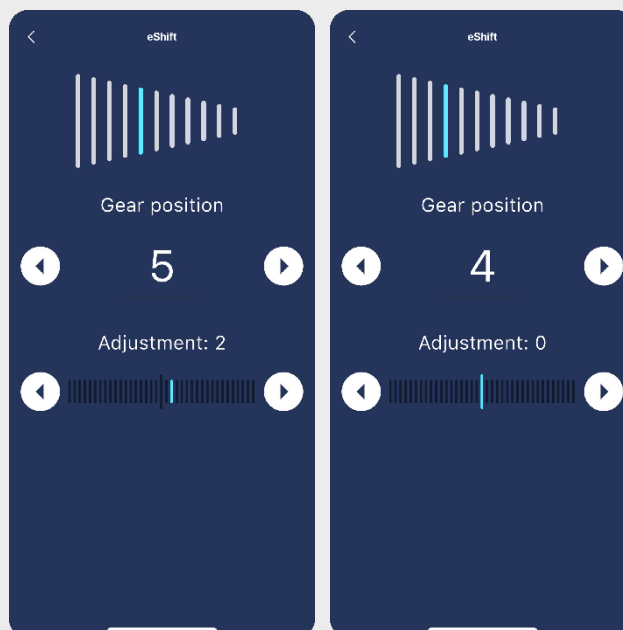 eShift
Gear position
5
Adjustment: 2
eShift
Gear position
4
Adjustment: 0